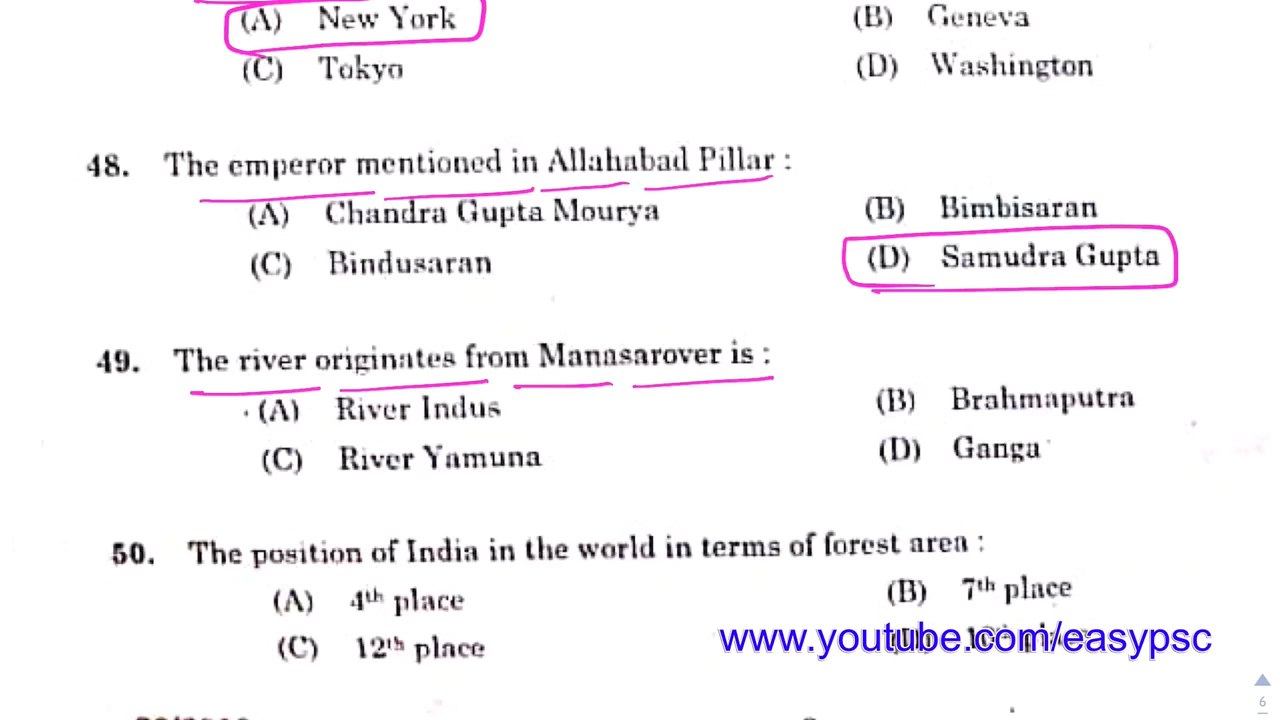 (A) New York (B) Geneva
(C) Tokyo (D) Washington
48. The emperor mentioned in Allahabad Pillar :
(A) Chandra Gupta Mourya (B) Bimbisaran
(C) Bindusaran (D) Samudra Gupta
49. The river originates from Manasarover is :
(A) River Indus (B) Brahmaputra
(C) River Yamuna (D) Ganga
50. The position of India in the world in terms of forest area :
(A) 4th place (B) 7th place
(C) 12th place
www.youtube.com/easypsc
6